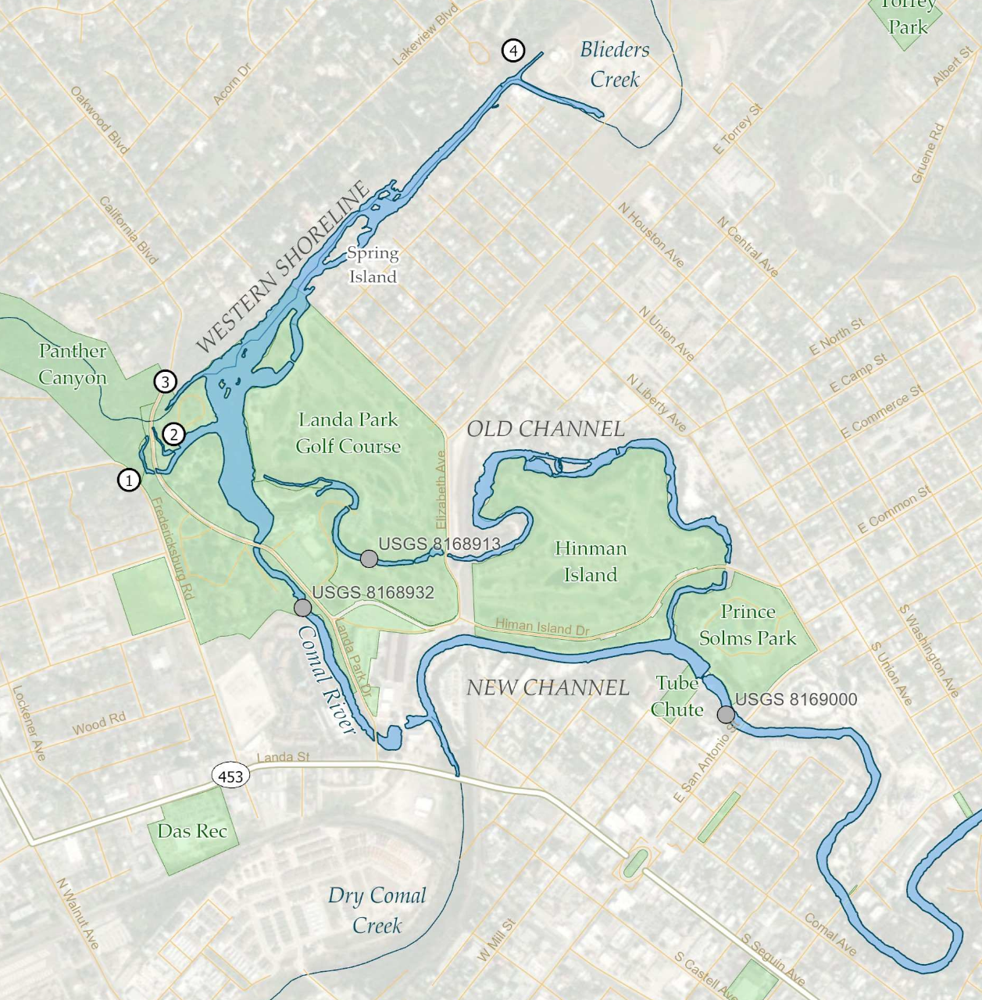 Torrey
Park
Lakeview Blvd
4
Blieders
Creek
Albert St
Acorn Dr
Oakwood Blvd
E Torrey St
Gruene Rd
California Blvd
WESTERN SHORELINE
N Houston Ave
N Central Ave
Spring
Island
N Union Ave
E North St
Panther
Canyon
E Camp St
3
N Liberty Ave
E Commerce St
2
Landa Park
Golf Course
OLD CHANNEL
1
Elizabeth Ave
E Common St
Fredericksburg Rd
USGS 8168913
Hinman
Island
USGS 8168932
Prince
Solms Park
S Washington Ave
Himan Island Dr
Landa Park Dr
Comal River
S Union Ave
NEW CHANNEL
Tube
Chute
USGS 8169000
Lockener Ave
Wood Rd
E San Antonio St
Landa St
453
Das Rec
N Walnut Ave
Dry Comal
Creek
W Mill St
Comal Ave
S Seguin Ave
S Castell Ave